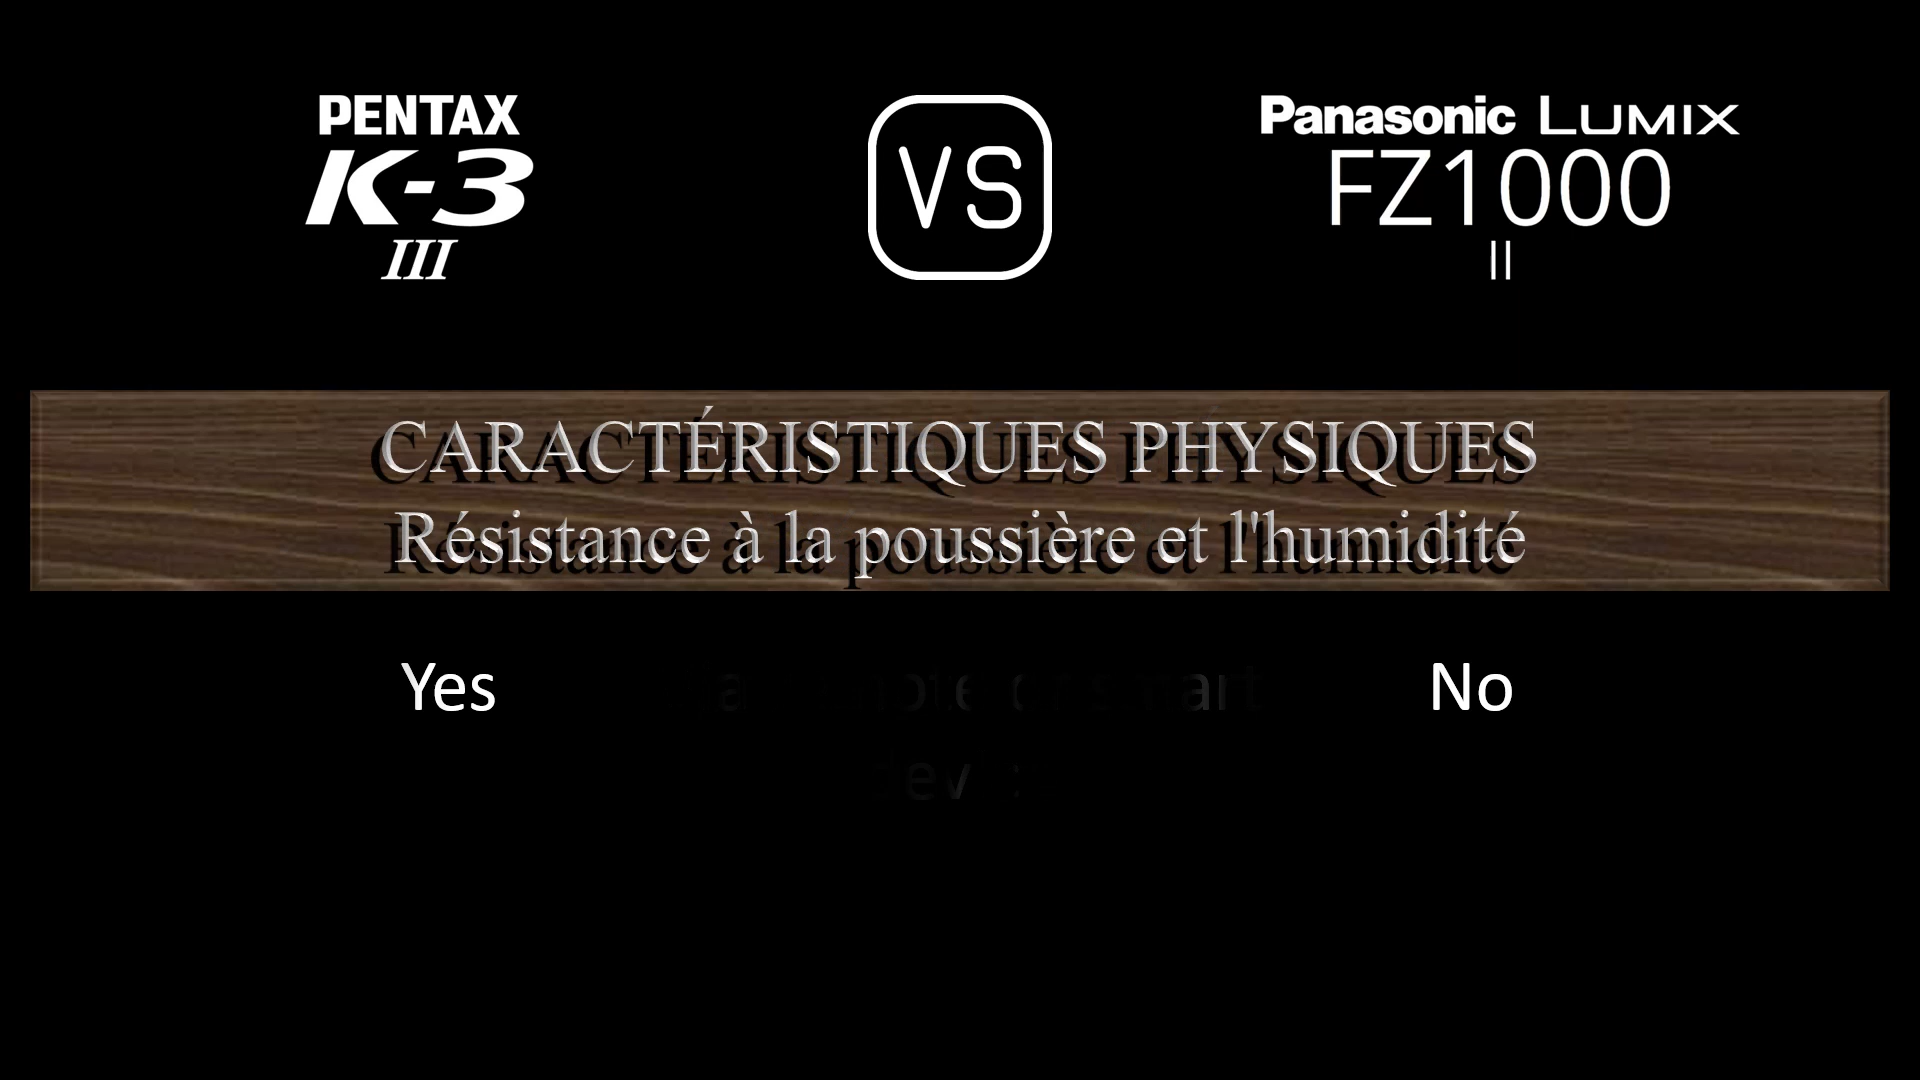 PENTAX
K-3
III
VS
Panasonic LUMIX
FZ1000
II
CARACTÉRISTIQUES PHYSIQUES
Résistance à la poussière et l'humidité
Yes
No